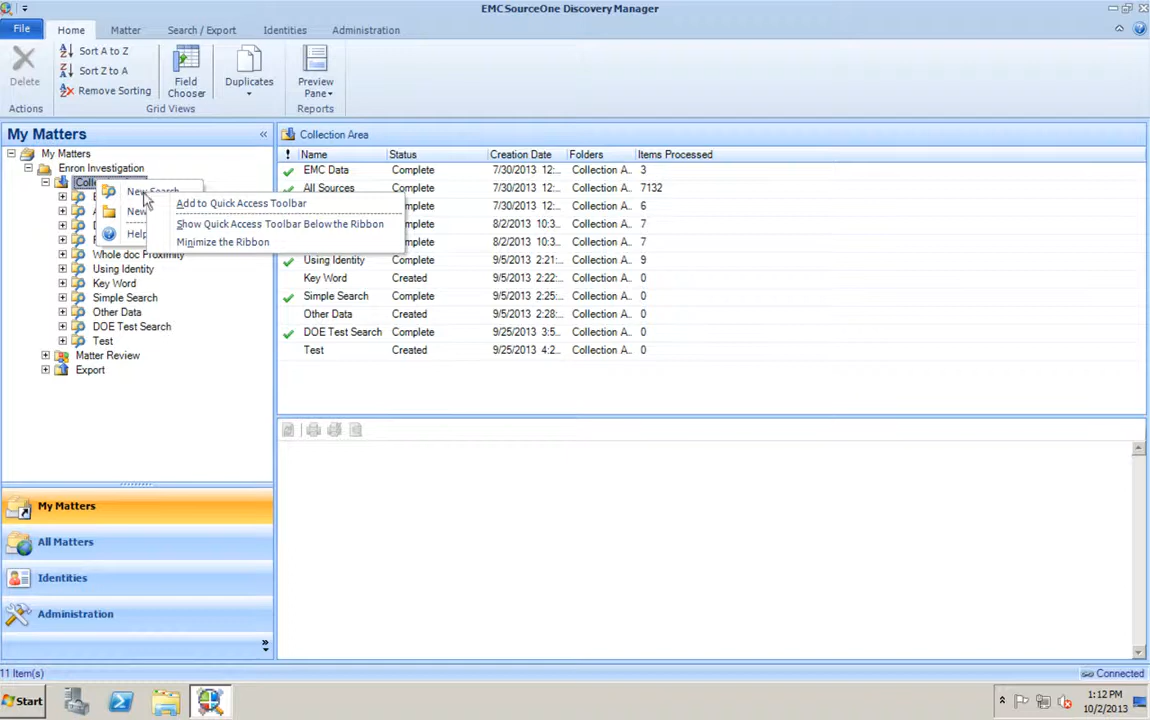 EMC SourceOne Discovery Manager
File Home Matter Search / Export Identities Administration
Delete
Sort A to Z
Sort Z to A
Remove Sorting
Field Chooser
Duplicates
Preview Pane
Actions Grid Views Reports
My Matters «
My Matters
Enron Investigation
New Search
New
Help
Add to Quick Access Toolbar
Show Quick Access Toolbar Below the Ribbon
Minimize the Ribbon
Whole doc Proximity
Using Identity
Key Word
Simple Search
Other Data
DOE Test Search
Test
Matter Review
Export
Collection Area
! Name Status Creation Date Folders Items Processed
EMC Data Complete 7/30/2013 12:... Collection A.. 3
All Sources Complete 7/30/2013 12:... Collection A.. 7132
Complete 7/30/2013 12:... Collection A.. 6
Complete 8/2/2013 10:3... Collection A.. 7
Complete 8/2/2013 10:3... Collection A.. 7
Using Identity Complete 9/5/2013 2:21:... Collection A.. 9
Key Word Created 9/5/2013 2:22:... Collection A.. 0
Simple Search Complete 9/5/2013 2:25:... Collection A.. 0
Other Data Created 9/5/2013 2:28:... Collection A.. 0
DOE Test Search Complete 9/25/2013 3:5... Collection A.. 0
Test Created 9/25/2013 4:2... Collection A.. 0
My Matters
All Matters
Identities
Administration
»
11 Item(s) Connected
Start
1:12 PM
10/2/2013